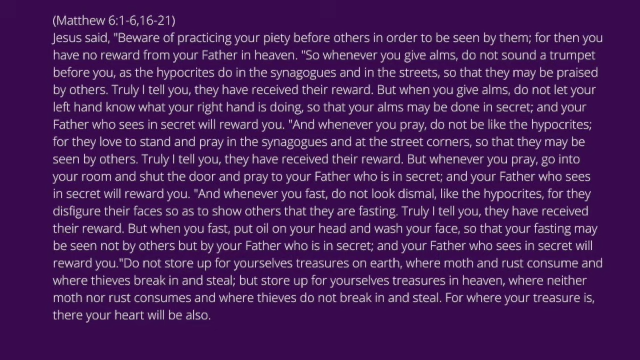 (Matthew 6:1-6,16-21)
Jesus said, "Beware of practicing your piety before others in order to be seen by them; for then you
have no reward from your Father in heaven. "So whenever you give alms, do not sound a trumpet
before you, as the hypocrites do in the synagogues and in the streets, so that they may be praised
by others. Truly I tell you, they have received their reward. But when you give alms, do not let your
left hand know what your right hand is doing, so that your alms may be done in secret; and your
Father who sees in secret will reward you. "And whenever you pray, do not be like the hypocrites;
for they love to stand and pray in the synagogues and at the street corners, so that they may be
seen by others. Truly I tell you, they have received their reward. But whenever you pray, go into
your room and shut the door and pray to your Father who is in secret; and your Father who sees
in secret will reward you. "And whenever you fast, do not look dismal, like the hypocrites, for they
disfigure their faces so as to show others that they are fasting. Truly I tell you, they have received
their reward. But when you fast, put oil on your head and wash your face, so that your fasting may
be seen not by others but by your Father who is in secret; and your Father who sees in secret will
reward you."Do not store up for yourselves treasures on earth, where moth and rust consume and
where thieves break in and steal; but store up for yourselves treasures in heaven, where neither
moth nor rust consumes and where thieves do not break in and steal. For where your treasure is,
there your heart will be also.